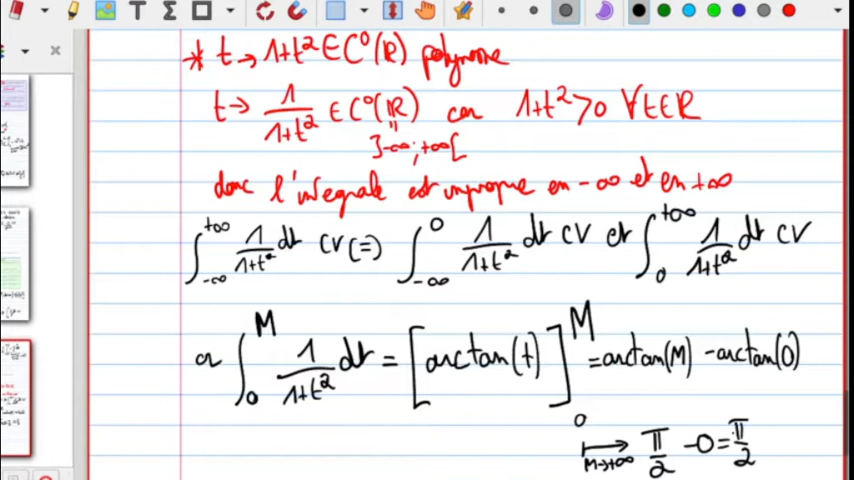 * t → 1+t² ∈ C⁰(ℝ) polynome
t → 1/(1+t²) ∈ C⁰(ℝ) car 1+t² > 0 ∀t∈ℝ
" ]-∞;+∞[
donc l'intégrale est impropre en -∞ et en +∞
∫_{-∞}^{+∞} 1/(1+t²) dt CV (=) ∫_{-∞}^{0} 1/(1+t²) dt CV et ∫_{0}^{+∞} 1/(1+t²) dt CV
or ∫_{0}^{M} 1/(1+t²) dt = [arctan(t)]_{0}^{M} = arctan(M) - arctan(0)
↦_{M→+∞} π/2 - 0 = π/2